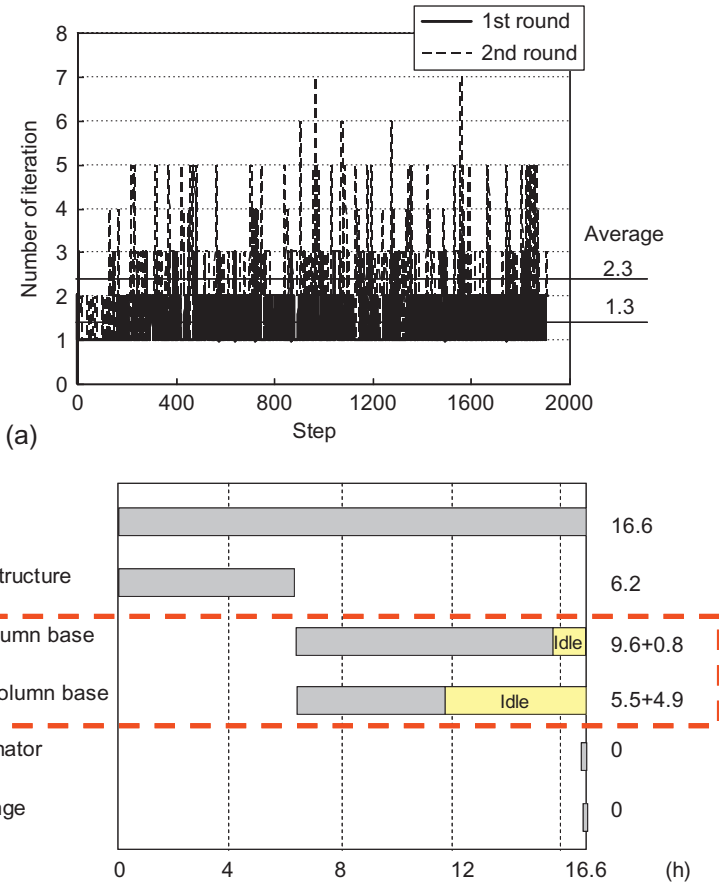 1st round
2nd round
8
7
6
5
4
3
2
1
0
Number of iteration
Average
2.3
1.3
0 400 800 1200 1600 2000
Step
(a)
16.6
tructure 6.2
umn base Idle 9.6+0.8
olumn base Idle 5.5+4.9
nator 0
ge 0
0 4 8 12 16.6 (h)